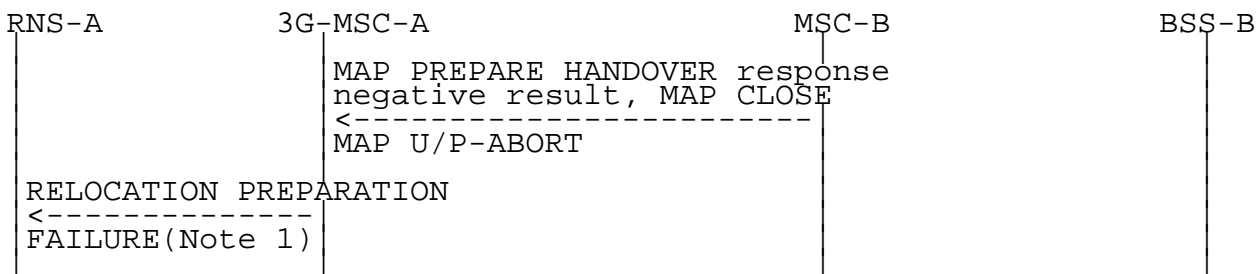 RNS-A 3G-MSC-A MSC-B BSS-B
MAP PREPARE HANDOVER response
negative result, MAP CLOSE
<-------------------------
MAP U/P-ABORT
RELOCATION PREPARATION
<--------------
FAILURE(Note 1)